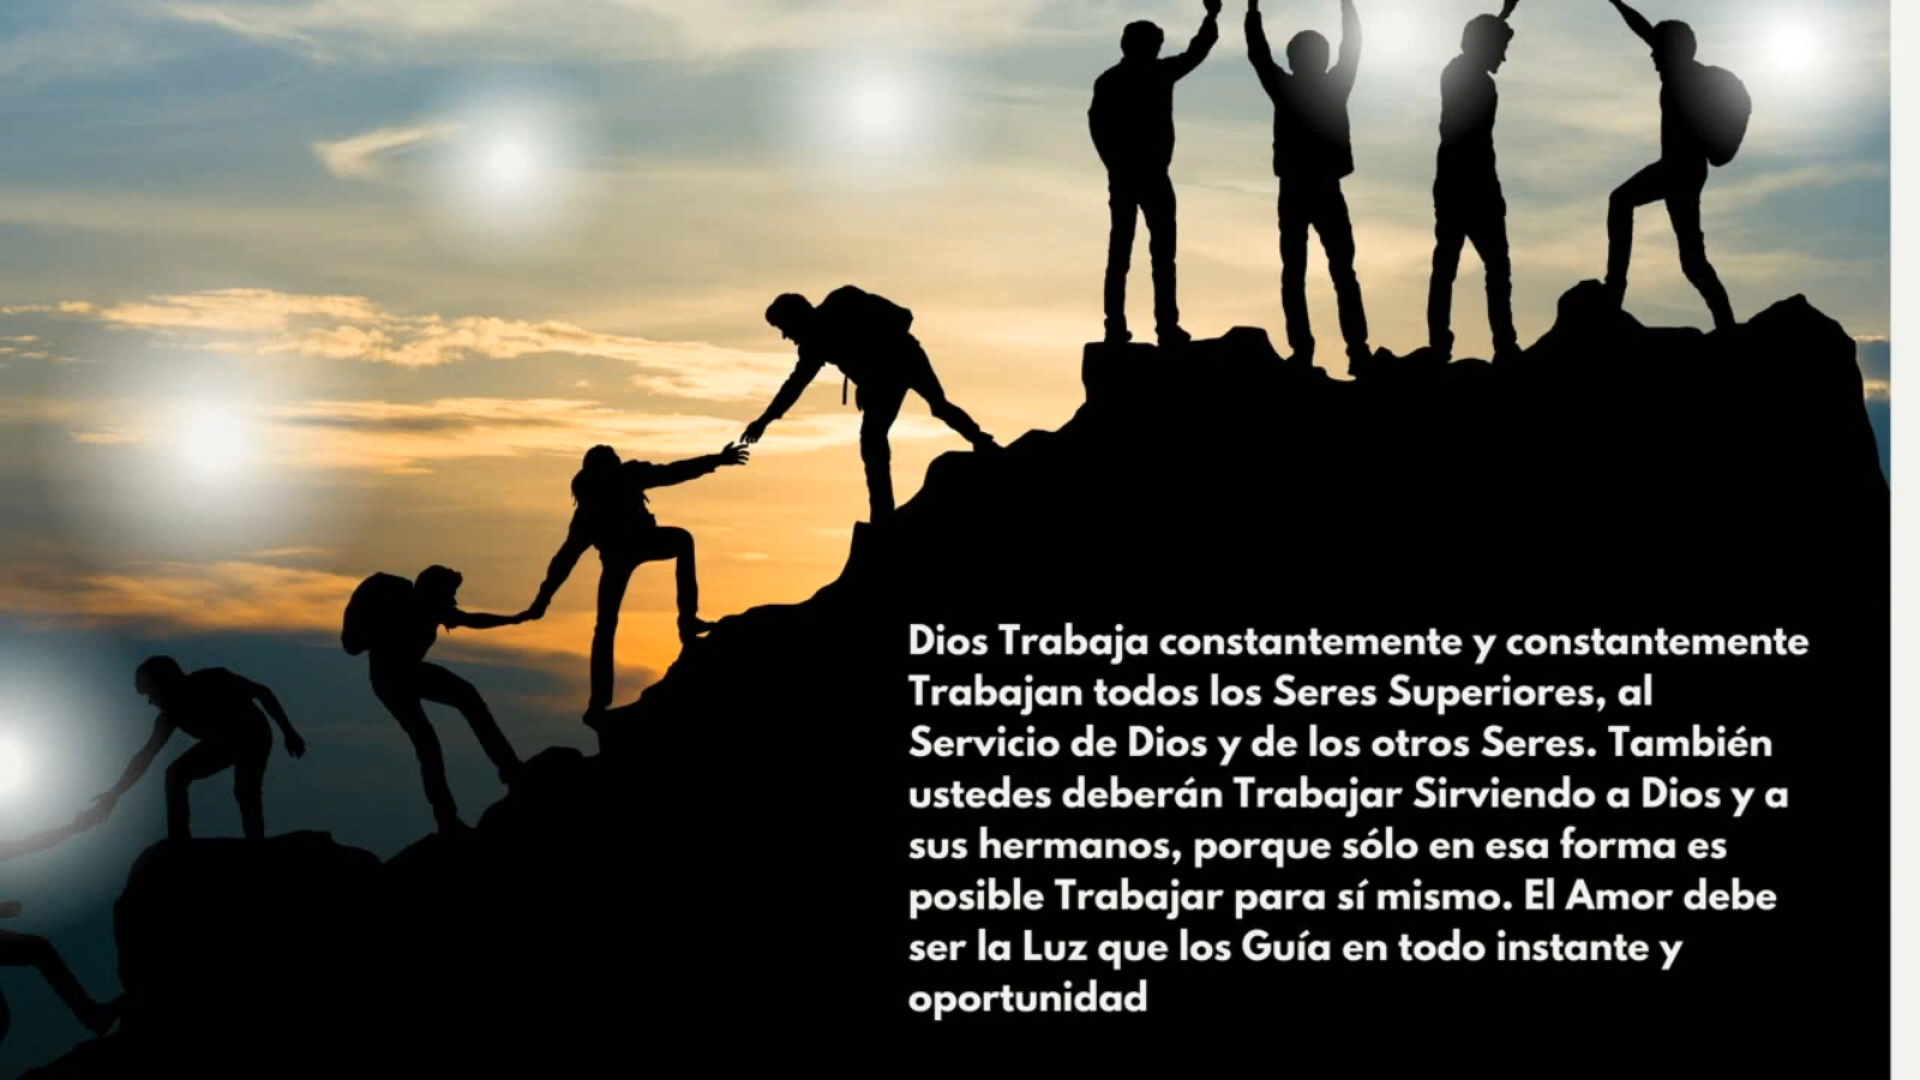 Dios Trabaja constantemente y constantemente
Trabajan todos los Seres Superiores, al
Servicio de Dios y de los otros Seres. También
ustedes deberán Trabajar Sirviendo a Dios y a
sus hermanos, porque sólo en esa forma es
posible Trabajar para sí mismo. El Amor debe
ser la Luz que los Guía en todo instante y
oportunidad